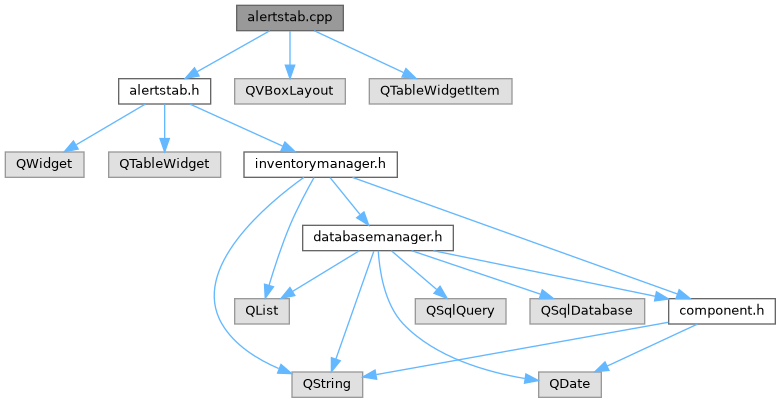 alertstab.cpp
alertstab.h
QVBoxLayout
QTableWidgetItem
QWidget
QTableWidget
inventorymanager.h
databasemanager.h
QList
QSqlQuery
QSqlDatabase
component.h
QString
QDate